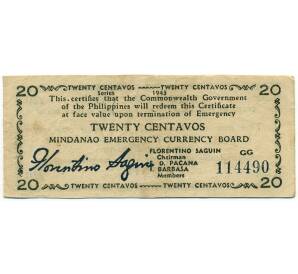 20 TWENTY CENTAVOS TWENTY CENTAVOS 20
Series 1943
This certifies that the Commonwealth Government
of the Philippines will redeem this Certificate
at face value upon termination of Emergency
TWENTY CENTAVOS
MINDANAO EMERGENCY CURRENCY BOARD
Florentino Saguin
FLORENTINO SAGUIN GG
Chairman
D. PACANA
BARBASA
Members
114490
20 TWENTY CENTAVOS TWENTY CENTAVOS 20